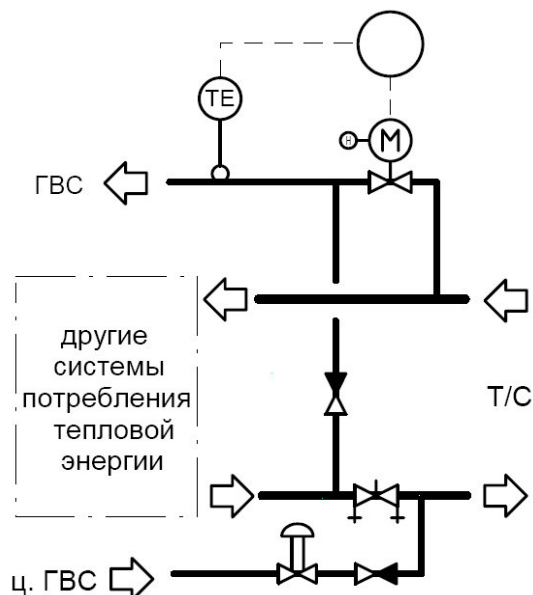 TE
н
М
ГВС
другие
системы
потребления
тепловой
энергии
Т/С
ц. ГВС